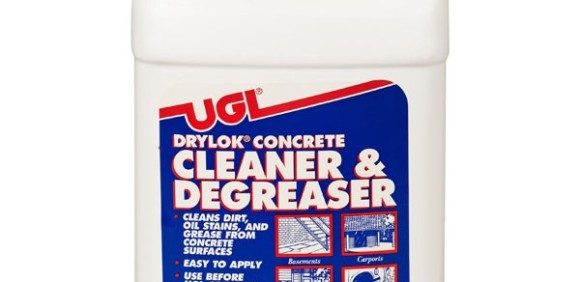 UGL®
DRYLOK® CONCRETE
CLEANER &
DEGREASER
• CLEANS DIRT,
OIL STAINS, AND
GREASE FROM
CONCRETE
SURFACES
Basements
Carports
• EASY TO APPLY
• USE BEFORE